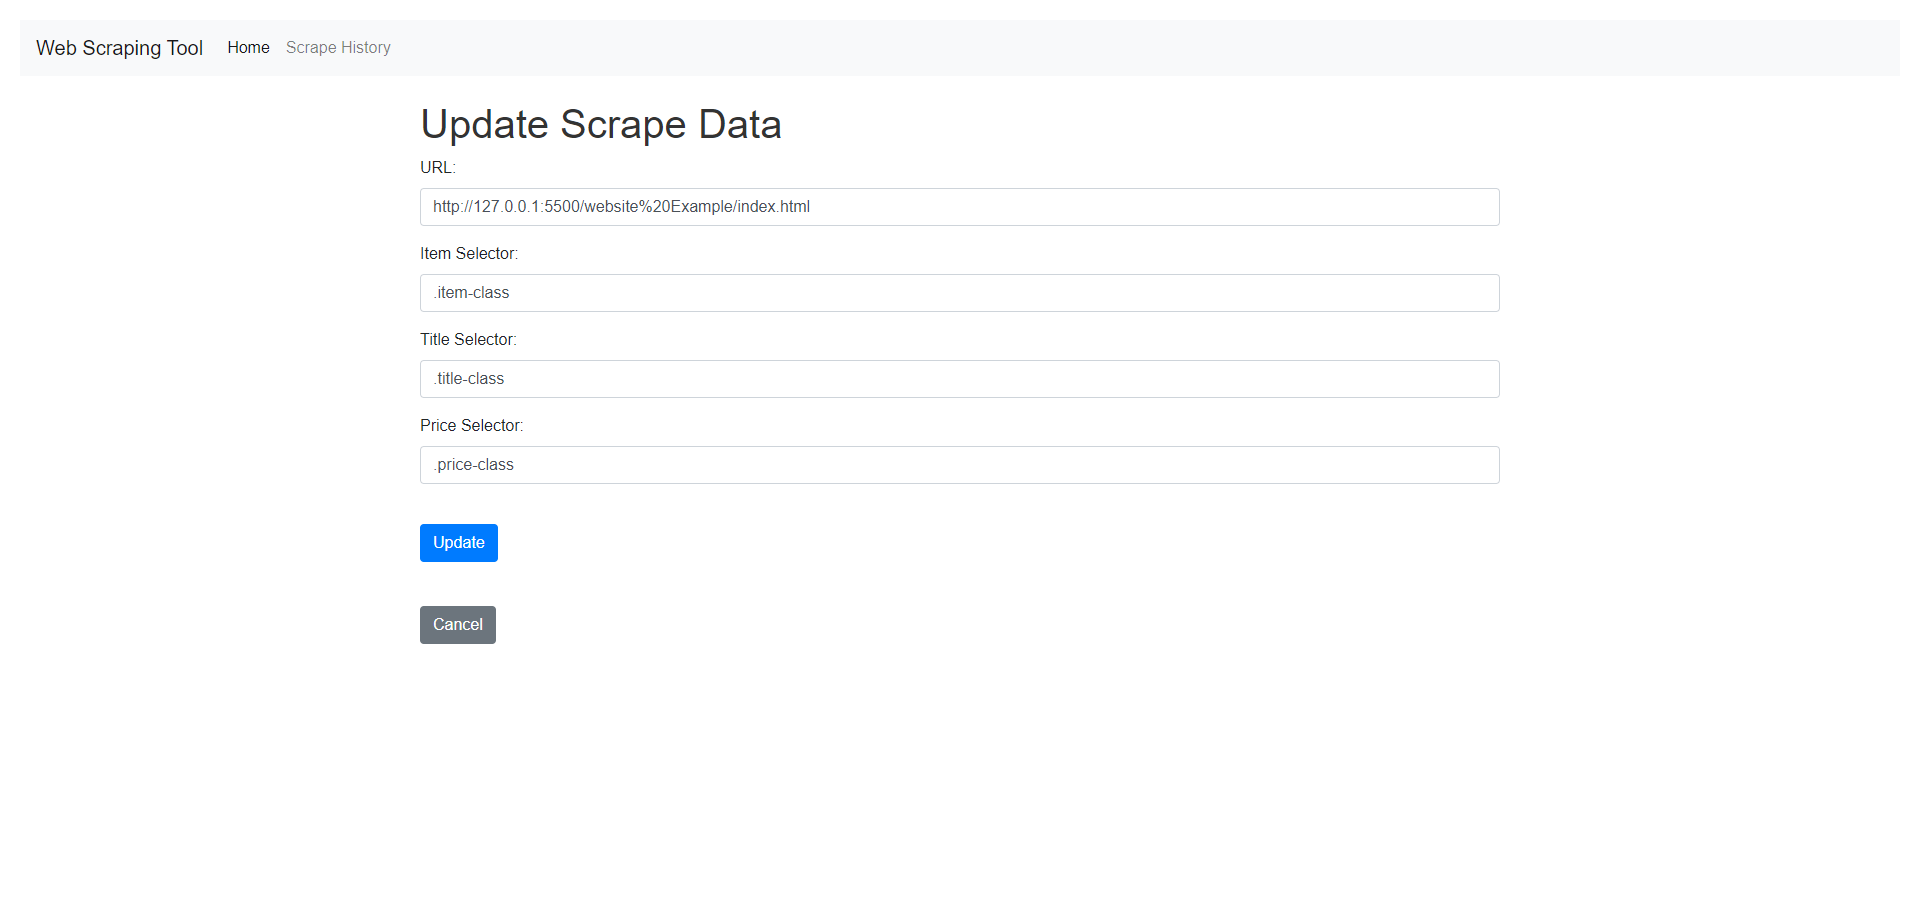 Web Scraping Tool Home Scrape History
Update Scrape Data
URL:
http://127.0.0.1:5500/website%20Example/index.html
Item Selector:
.item-class
Title Selector:
.title-class
Price Selector:
.price-class
Update
Cancel